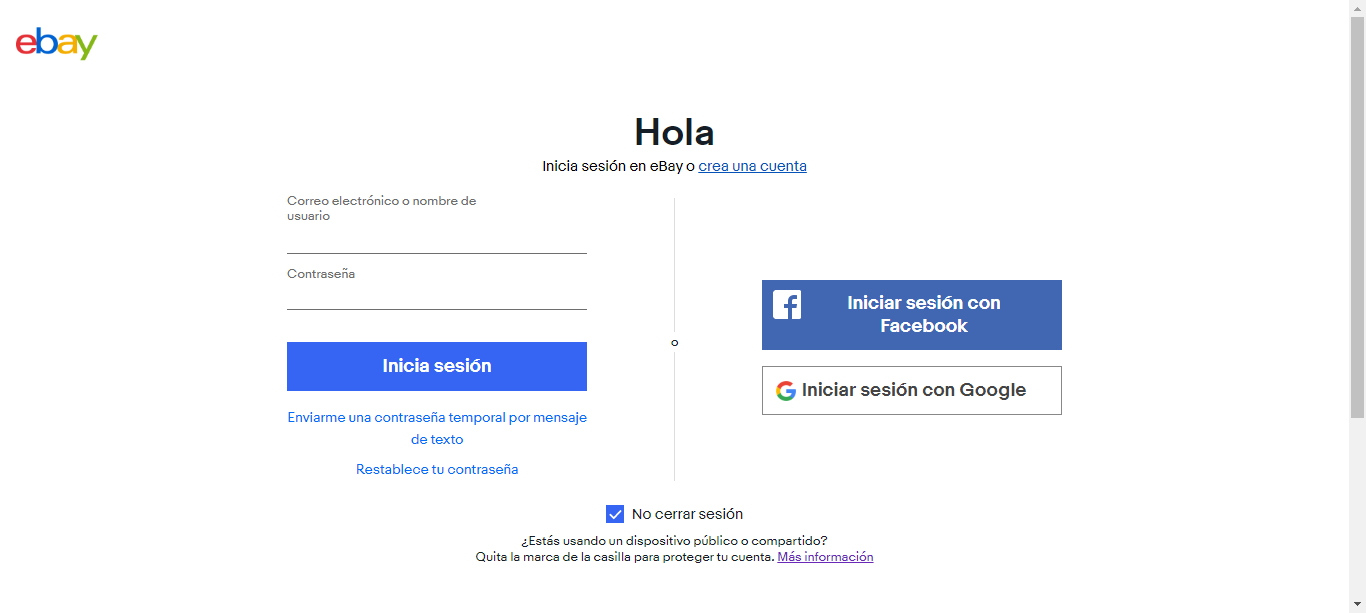 ebay
Hola
Inicia sesión en eBay o crea una cuenta
Correo electrónico o nombre de
usuario
Contraseña
Inicia sesión
Enviarme una contraseña temporal por mensaje
de texto
Restablece tu contraseña
o
Iniciar sesión con
Facebook
Iniciar sesión con Google
No cerrar sesión
¿Estás usando un dispositivo público o compartido?
Quita la marca de la casilla para proteger tu cuenta. Más información